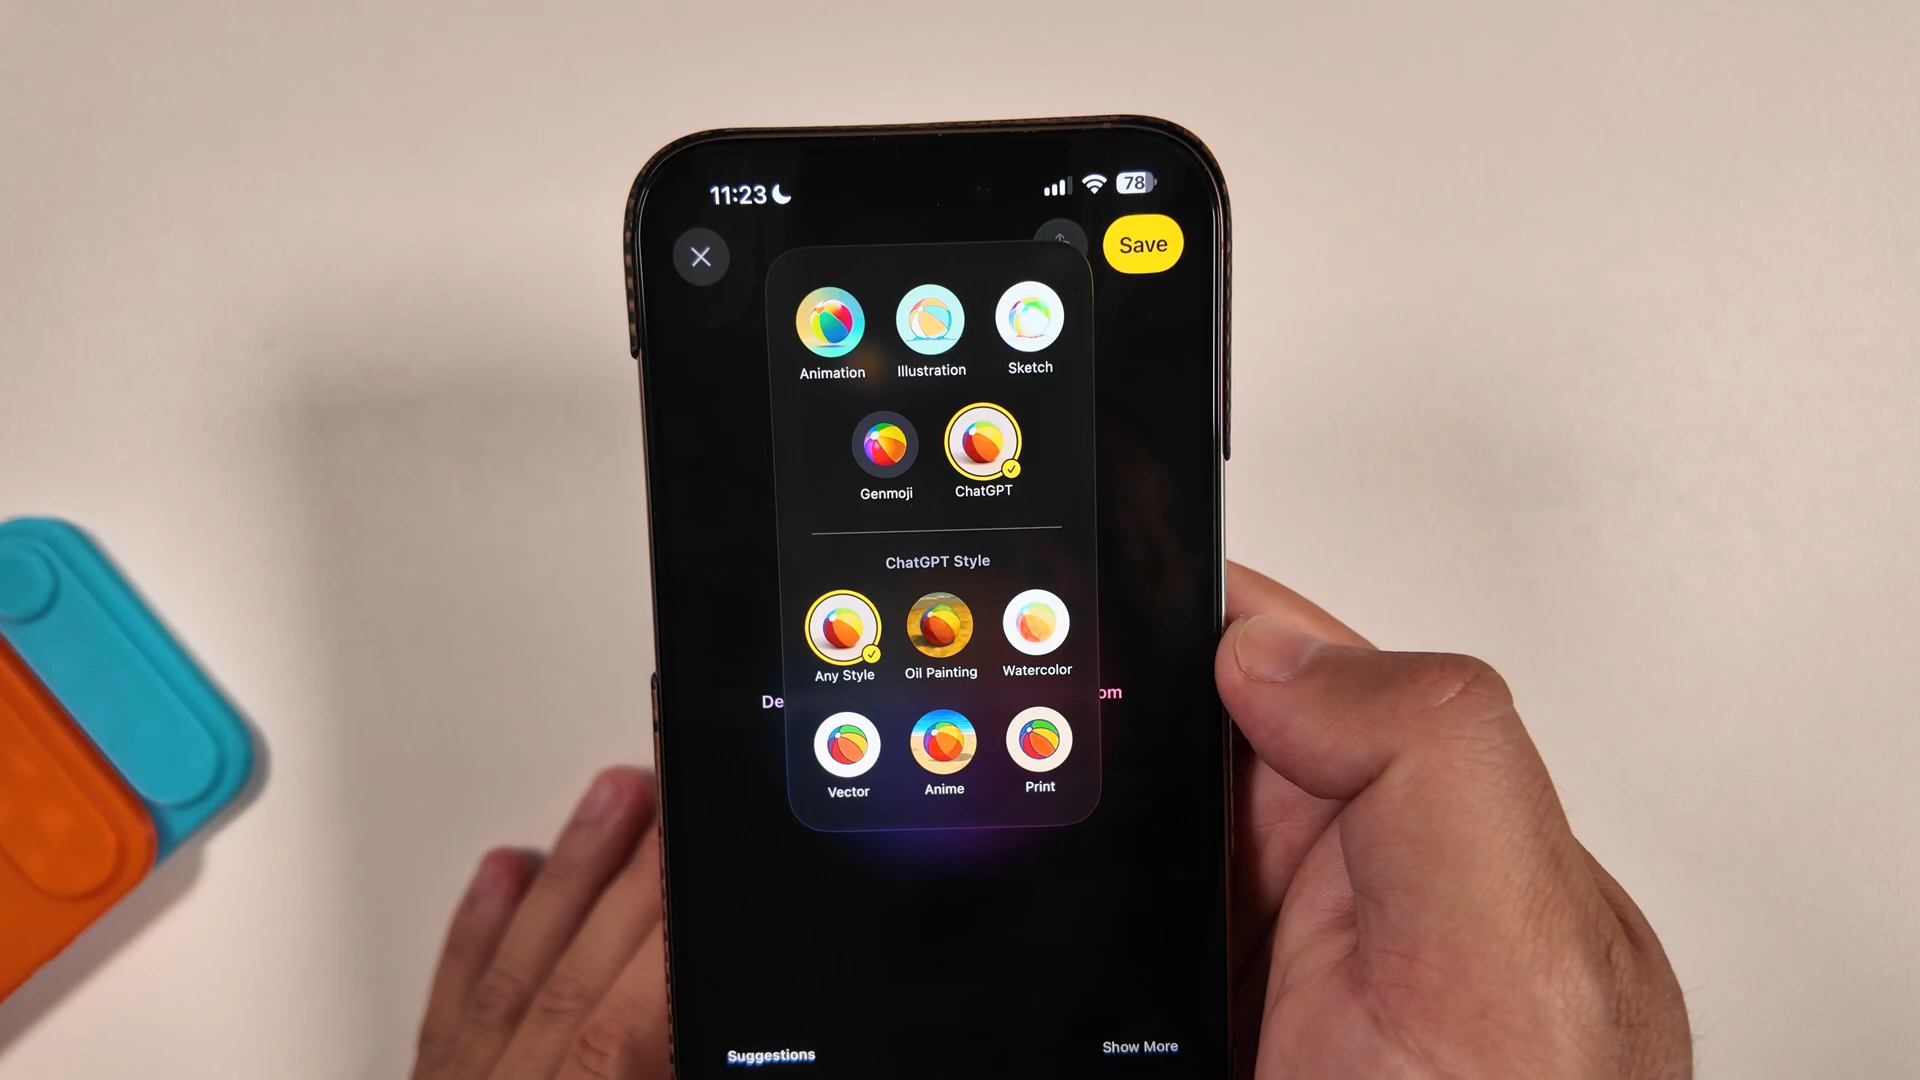 11:23
78
Save
Animation Illustration Sketch
Genmoji ChatGPT
ChatGPT Style
Any Style Oil Painting Watercolor
De om
Vector Anime Print
Suggestions Show More